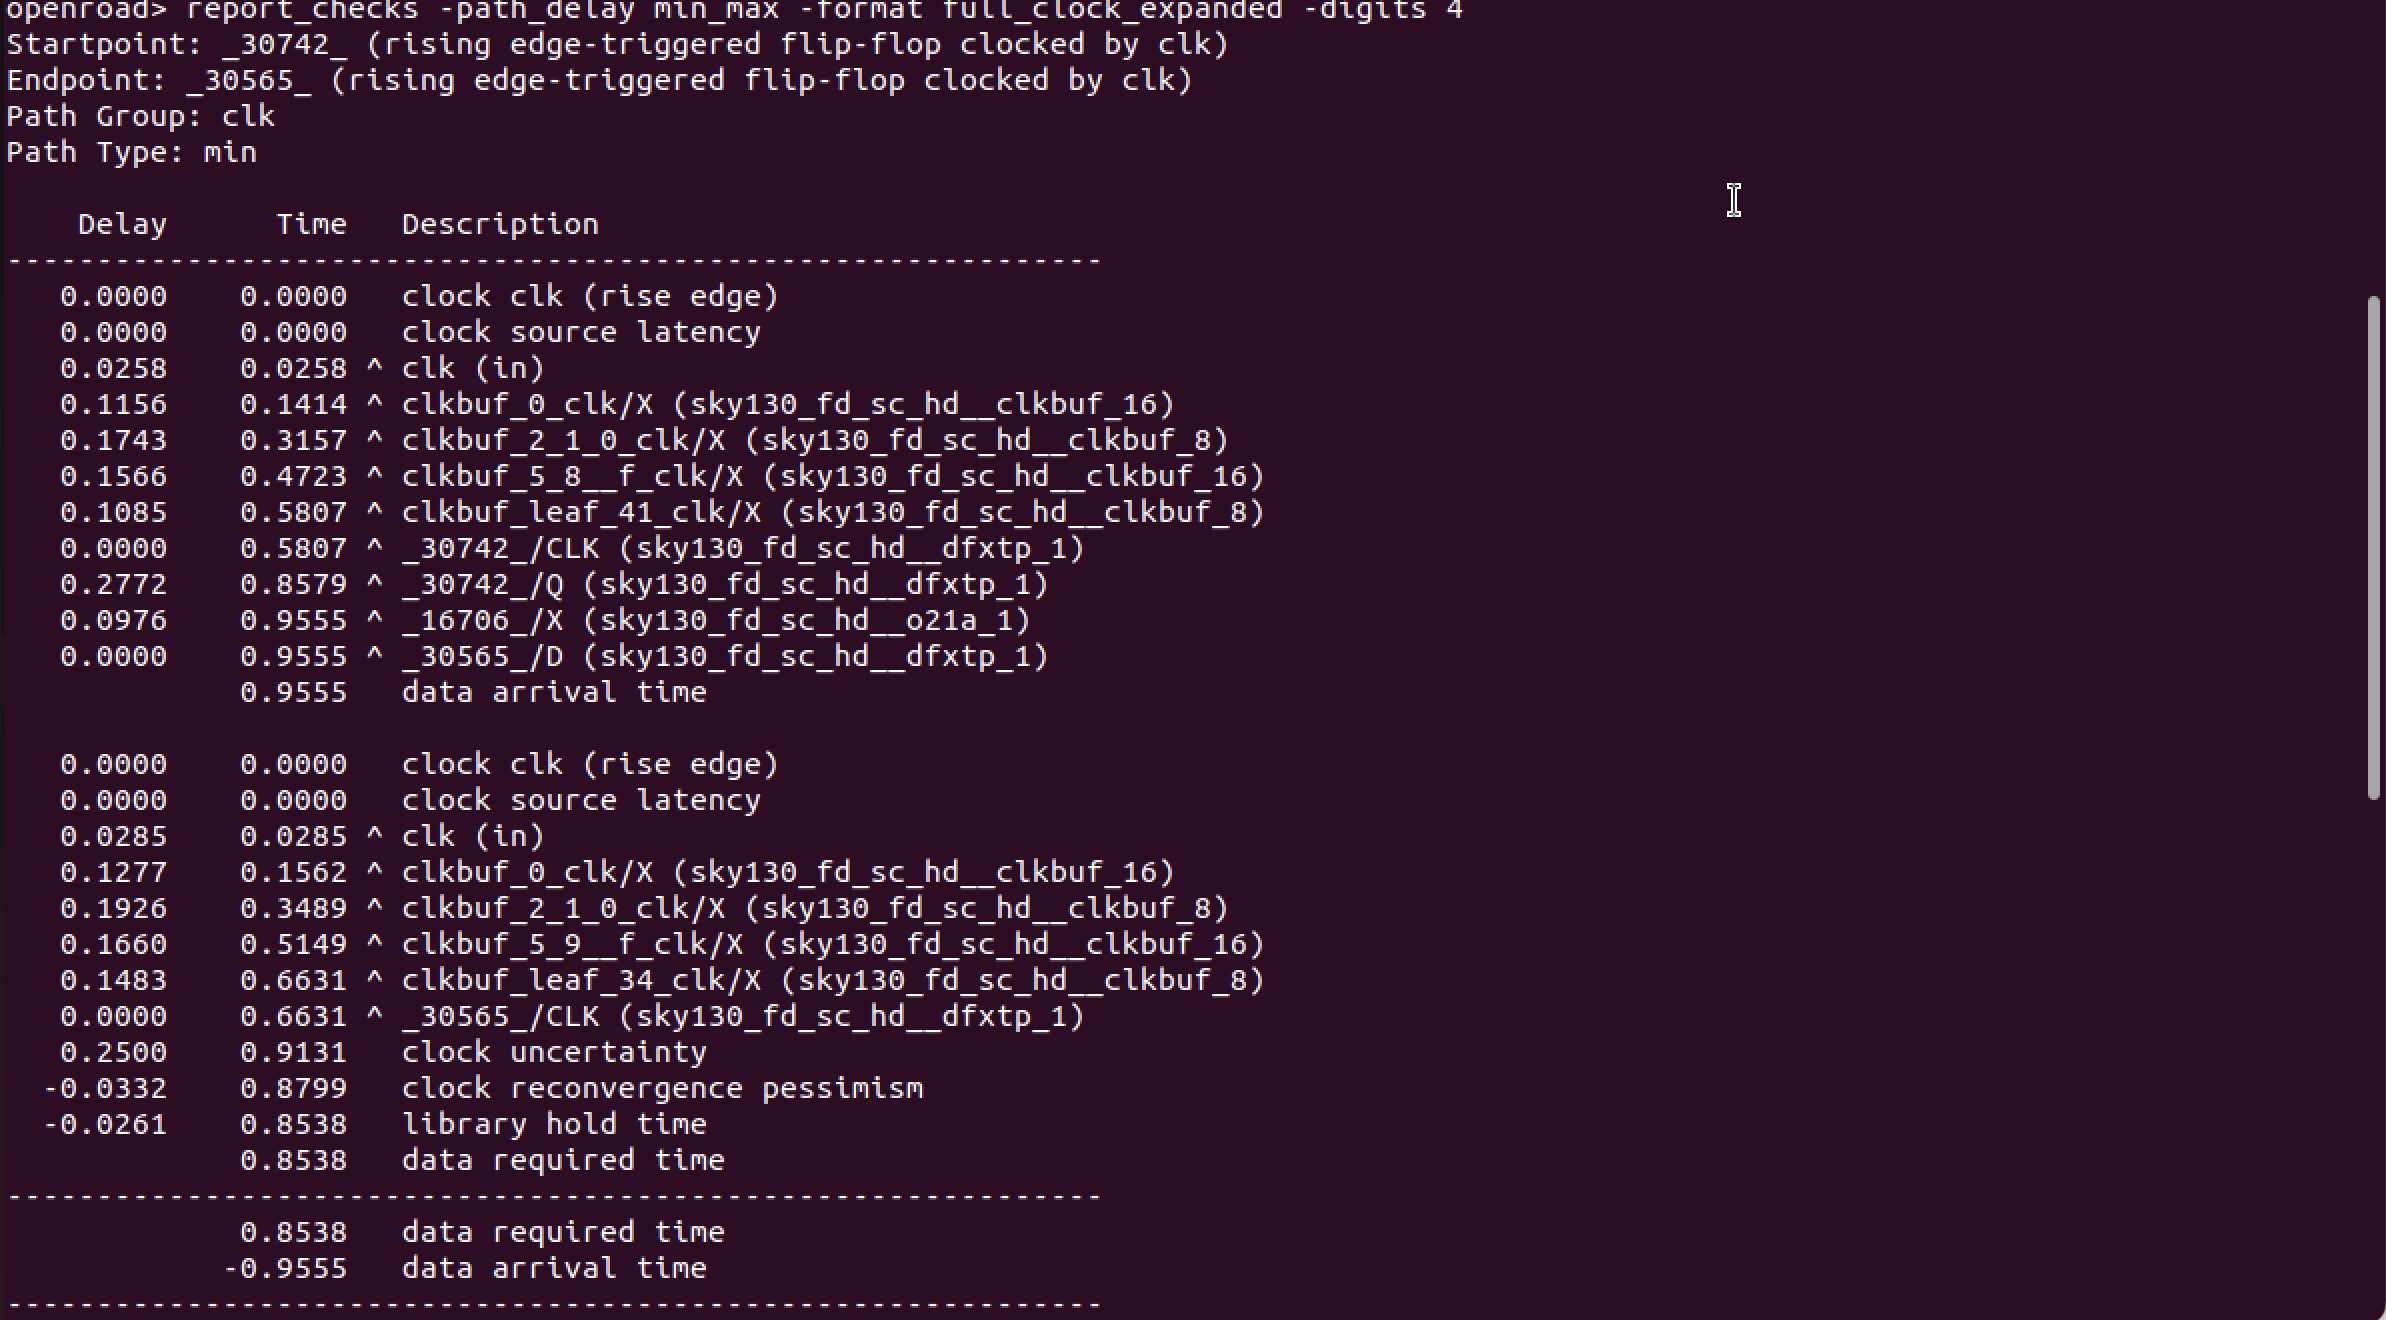 openroad> report_checks -path_delay min_max -format full_clock_expanded -digits 4
Startpoint: _30742_ (rising edge-triggered flip-flop clocked by clk)
Endpoint: _30565_ (rising edge-triggered flip-flop clocked by clk)
Path Group: clk
Path Type: min
    Delay      Time   Description
-------------------------------------------------------------
   0.0000    0.0000   clock clk (rise edge)
   0.0000    0.0000   clock source latency
   0.0258    0.0258 ^ clk (in)
   0.1156    0.1414 ^ clkbuf_0_clk/X (sky130_fd_sc_hd__clkbuf_16)
   0.1743    0.3157 ^ clkbuf_2_1_0_clk/X (sky130_fd_sc_hd__clkbuf_8)
   0.1566    0.4723 ^ clkbuf_5_8__f_clk/X (sky130_fd_sc_hd__clkbuf_16)
   0.1085    0.5807 ^ clkbuf_leaf_41_clk/X (sky130_fd_sc_hd__clkbuf_8)
   0.0000    0.5807 ^ _30742_/CLK (sky130_fd_sc_hd__dfxtp_1)
   0.2772    0.8579 ^ _30742_/Q (sky130_fd_sc_hd__dfxtp_1)
   0.0976    0.9555 ^ _16706_/X (sky130_fd_sc_hd__o21a_1)
   0.0000    0.9555 ^ _30565_/D (sky130_fd_sc_hd__dfxtp_1)
             0.9555   data arrival time
   0.0000    0.0000   clock clk (rise edge)
   0.0000    0.0000   clock source latency
   0.0285    0.0285 ^ clk (in)
   0.1277    0.1562 ^ clkbuf_0_clk/X (sky130_fd_sc_hd__clkbuf_16)
   0.1926    0.3489 ^ clkbuf_2_1_0_clk/X (sky130_fd_sc_hd__clkbuf_8)
   0.1660    0.5149 ^ clkbuf_5_9__f_clk/X (sky130_fd_sc_hd__clkbuf_16)
   0.1483    0.6631 ^ clkbuf_leaf_34_clk/X (sky130_fd_sc_hd__clkbuf_8)
   0.0000    0.6631 ^ _30565_/CLK (sky130_fd_sc_hd__dfxtp_1)
   0.2500    0.9131   clock uncertainty
  -0.0332    0.8799   clock reconvergence pessimism
  -0.0261    0.8538   library hold time
             0.8538   data required time
-------------------------------------------------------------
             0.8538   data required time
            -0.9555   data arrival time
-------------------------------------------------------------